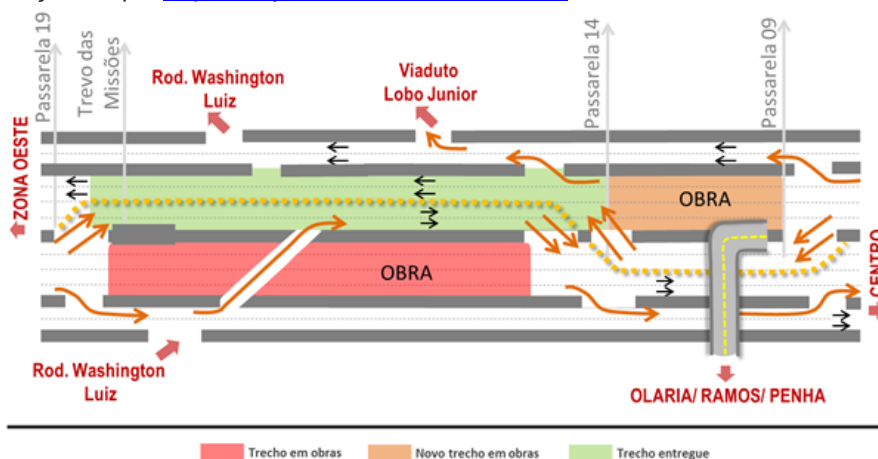 Passarela 19
Trevo das
Missões
Rod. Washington
Luiz
Viaduto
Lobo Junior
Passarela 14
Passarela 09
ZONA OESTE
OBRA
OBRA
CENTRO
Rod. Washington
Luiz
OLARIA/ RAMOS/ PENHA
Trecho em obras
Novo trecho em obras
Trecho entregue